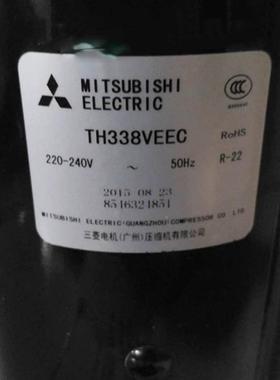 MITSUBISHI
ELECTRIC
TH338VEEC
RoHS
220-240V ~ 50Hz R-22
2015 08 23
8546324851
MITSUBISHI ELECTRIC(GUANGZHOU)COMPRESSOR CO LTD
三菱电机(广州)压缩机有限公司